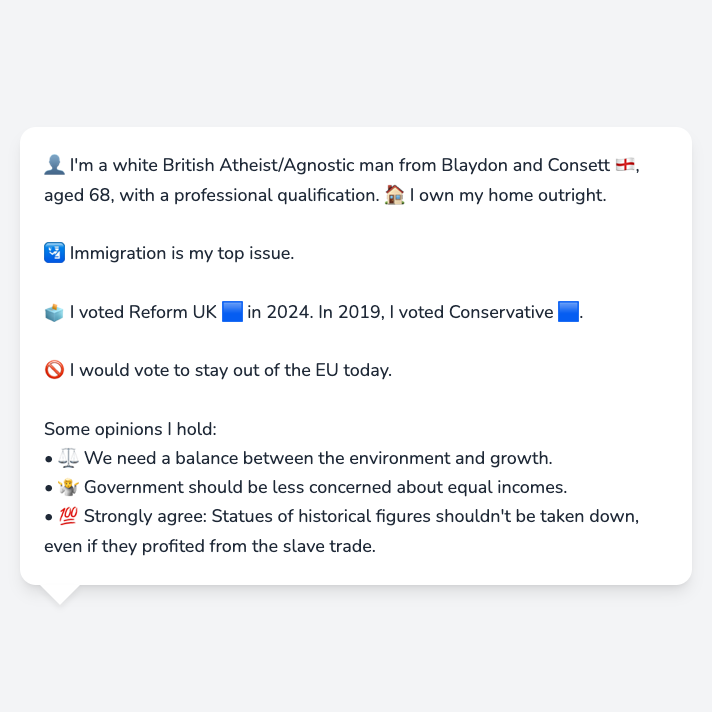 👤 I'm a white British Atheist/Agnostic man from Blaydon and Consett 🏴󠁧󠁢󠁥󠁮󠁧󠁿,
aged 68, with a professional qualification. 🏠 I own my home outright.
🛂 Immigration is my top issue.
🗳️ I voted Reform UK 🟦 in 2024. In 2019, I voted Conservative 🟦.
🚫 I would vote to stay out of the EU today.
Some opinions I hold:
• ⚖️ We need a balance between the environment and growth.
• 🤷 Government should be less concerned about equal incomes.
• 💯 Strongly agree: Statues of historical figures shouldn't be taken down,
even if they profited from the slave trade.